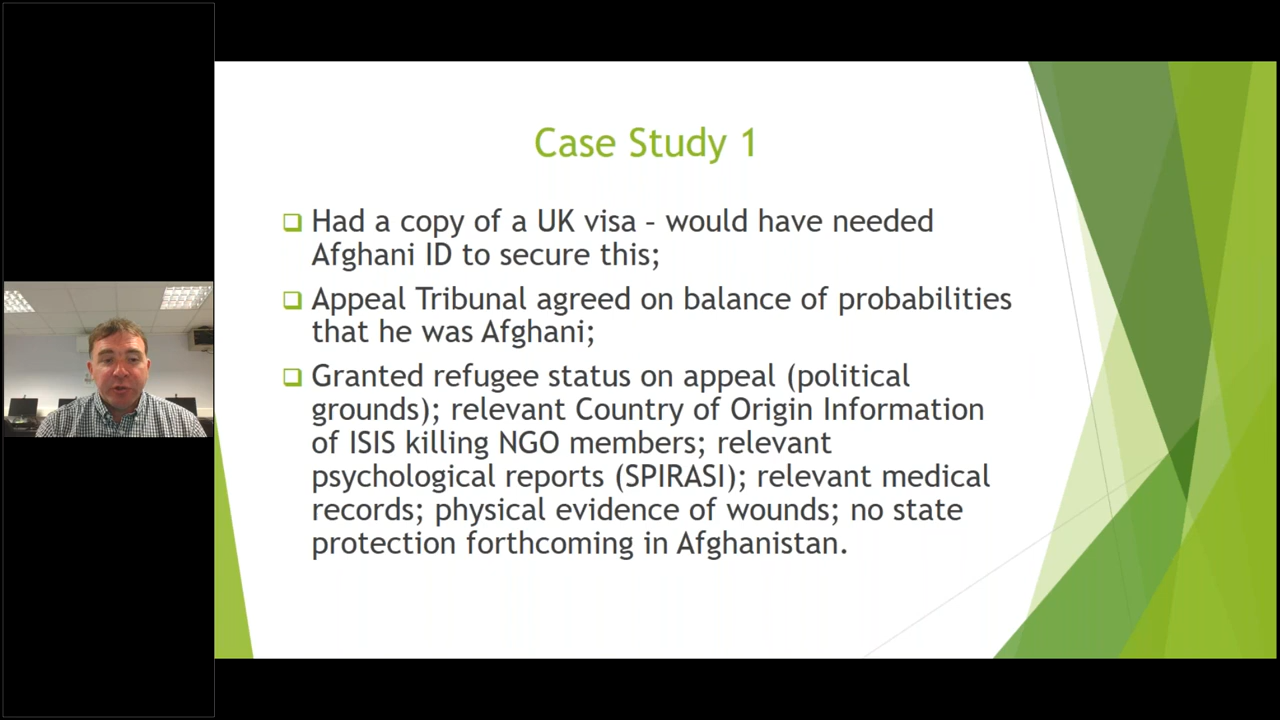 Case Study 1
Had a copy of a UK visa – would have needed
Afghani ID to secure this;
Appeal Tribunal agreed on balance of probabilities
that he was Afghani;
Granted refugee status on appeal (political
grounds); relevant Country of Origin Information
of ISIS killing NGO members; relevant
psychological reports (SPIRASI); relevant medical
records; physical evidence of wounds; no state
protection forthcoming in Afghanistan.